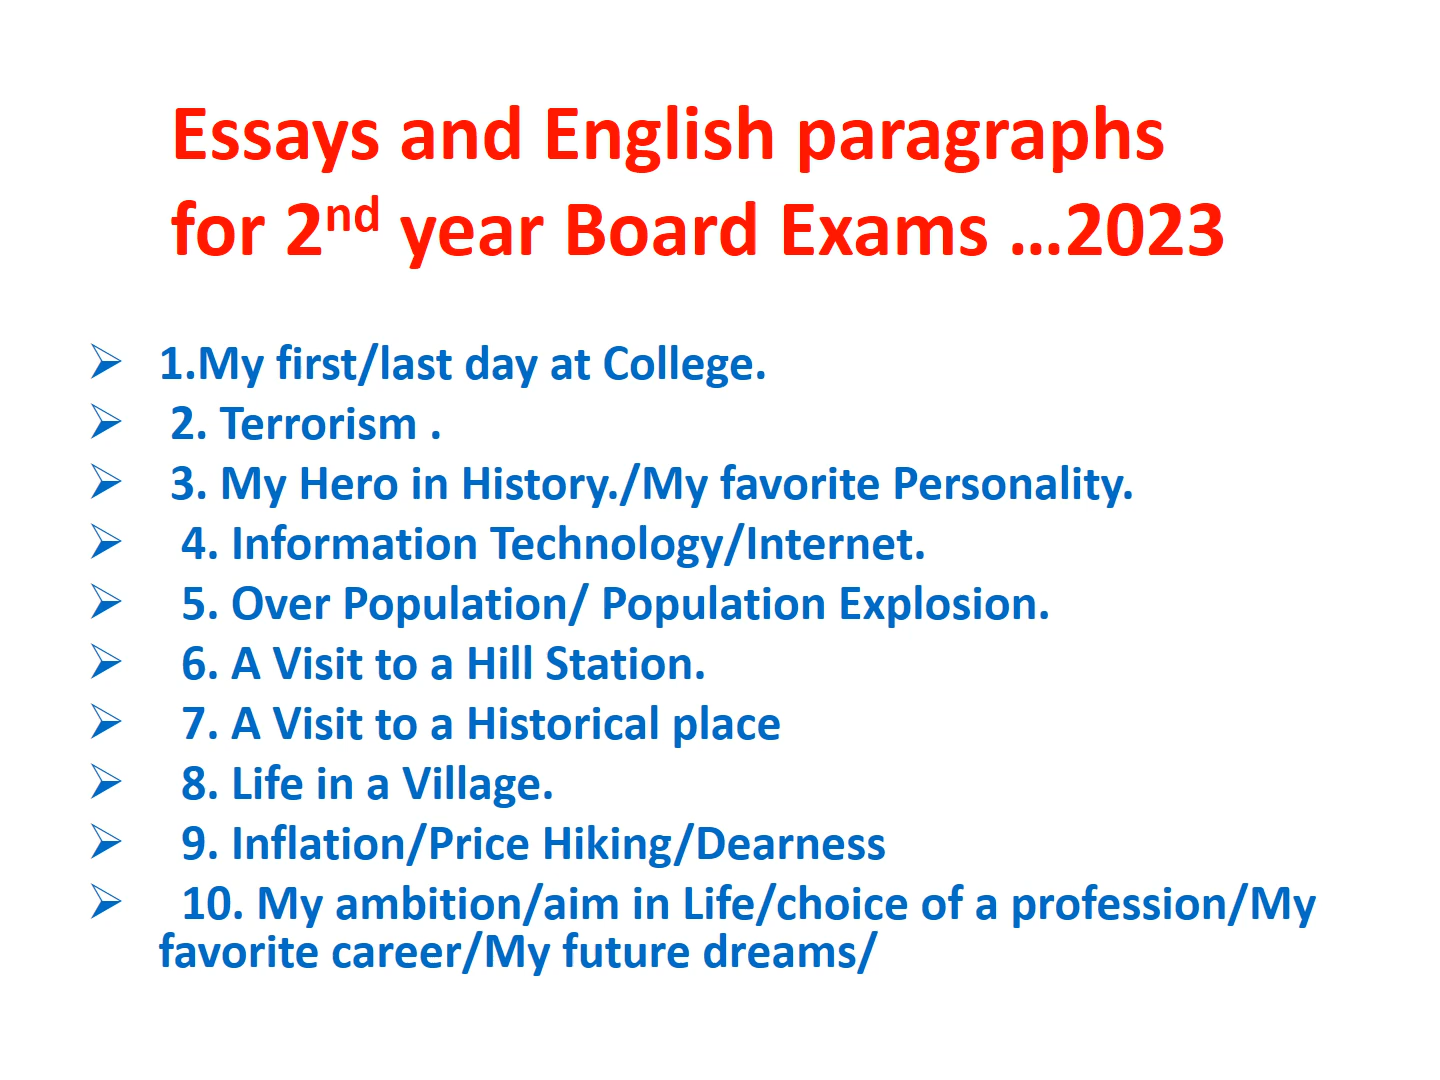 Essays and English paragraphs
for 2nd year Board Exams ...2023
1.My first/last day at College.
2. Terrorism .
3. My Hero in History./My favorite Personality.
4. Information Technology/Internet.
5. Over Population/ Population Explosion.
6. A Visit to a Hill Station.
7. A Visit to a Historical place
8. Life in a Village.
9. Inflation/Price Hiking/Dearness
10. My ambition/aim in Life/choice of a profession/My
favorite career/My future dreams/